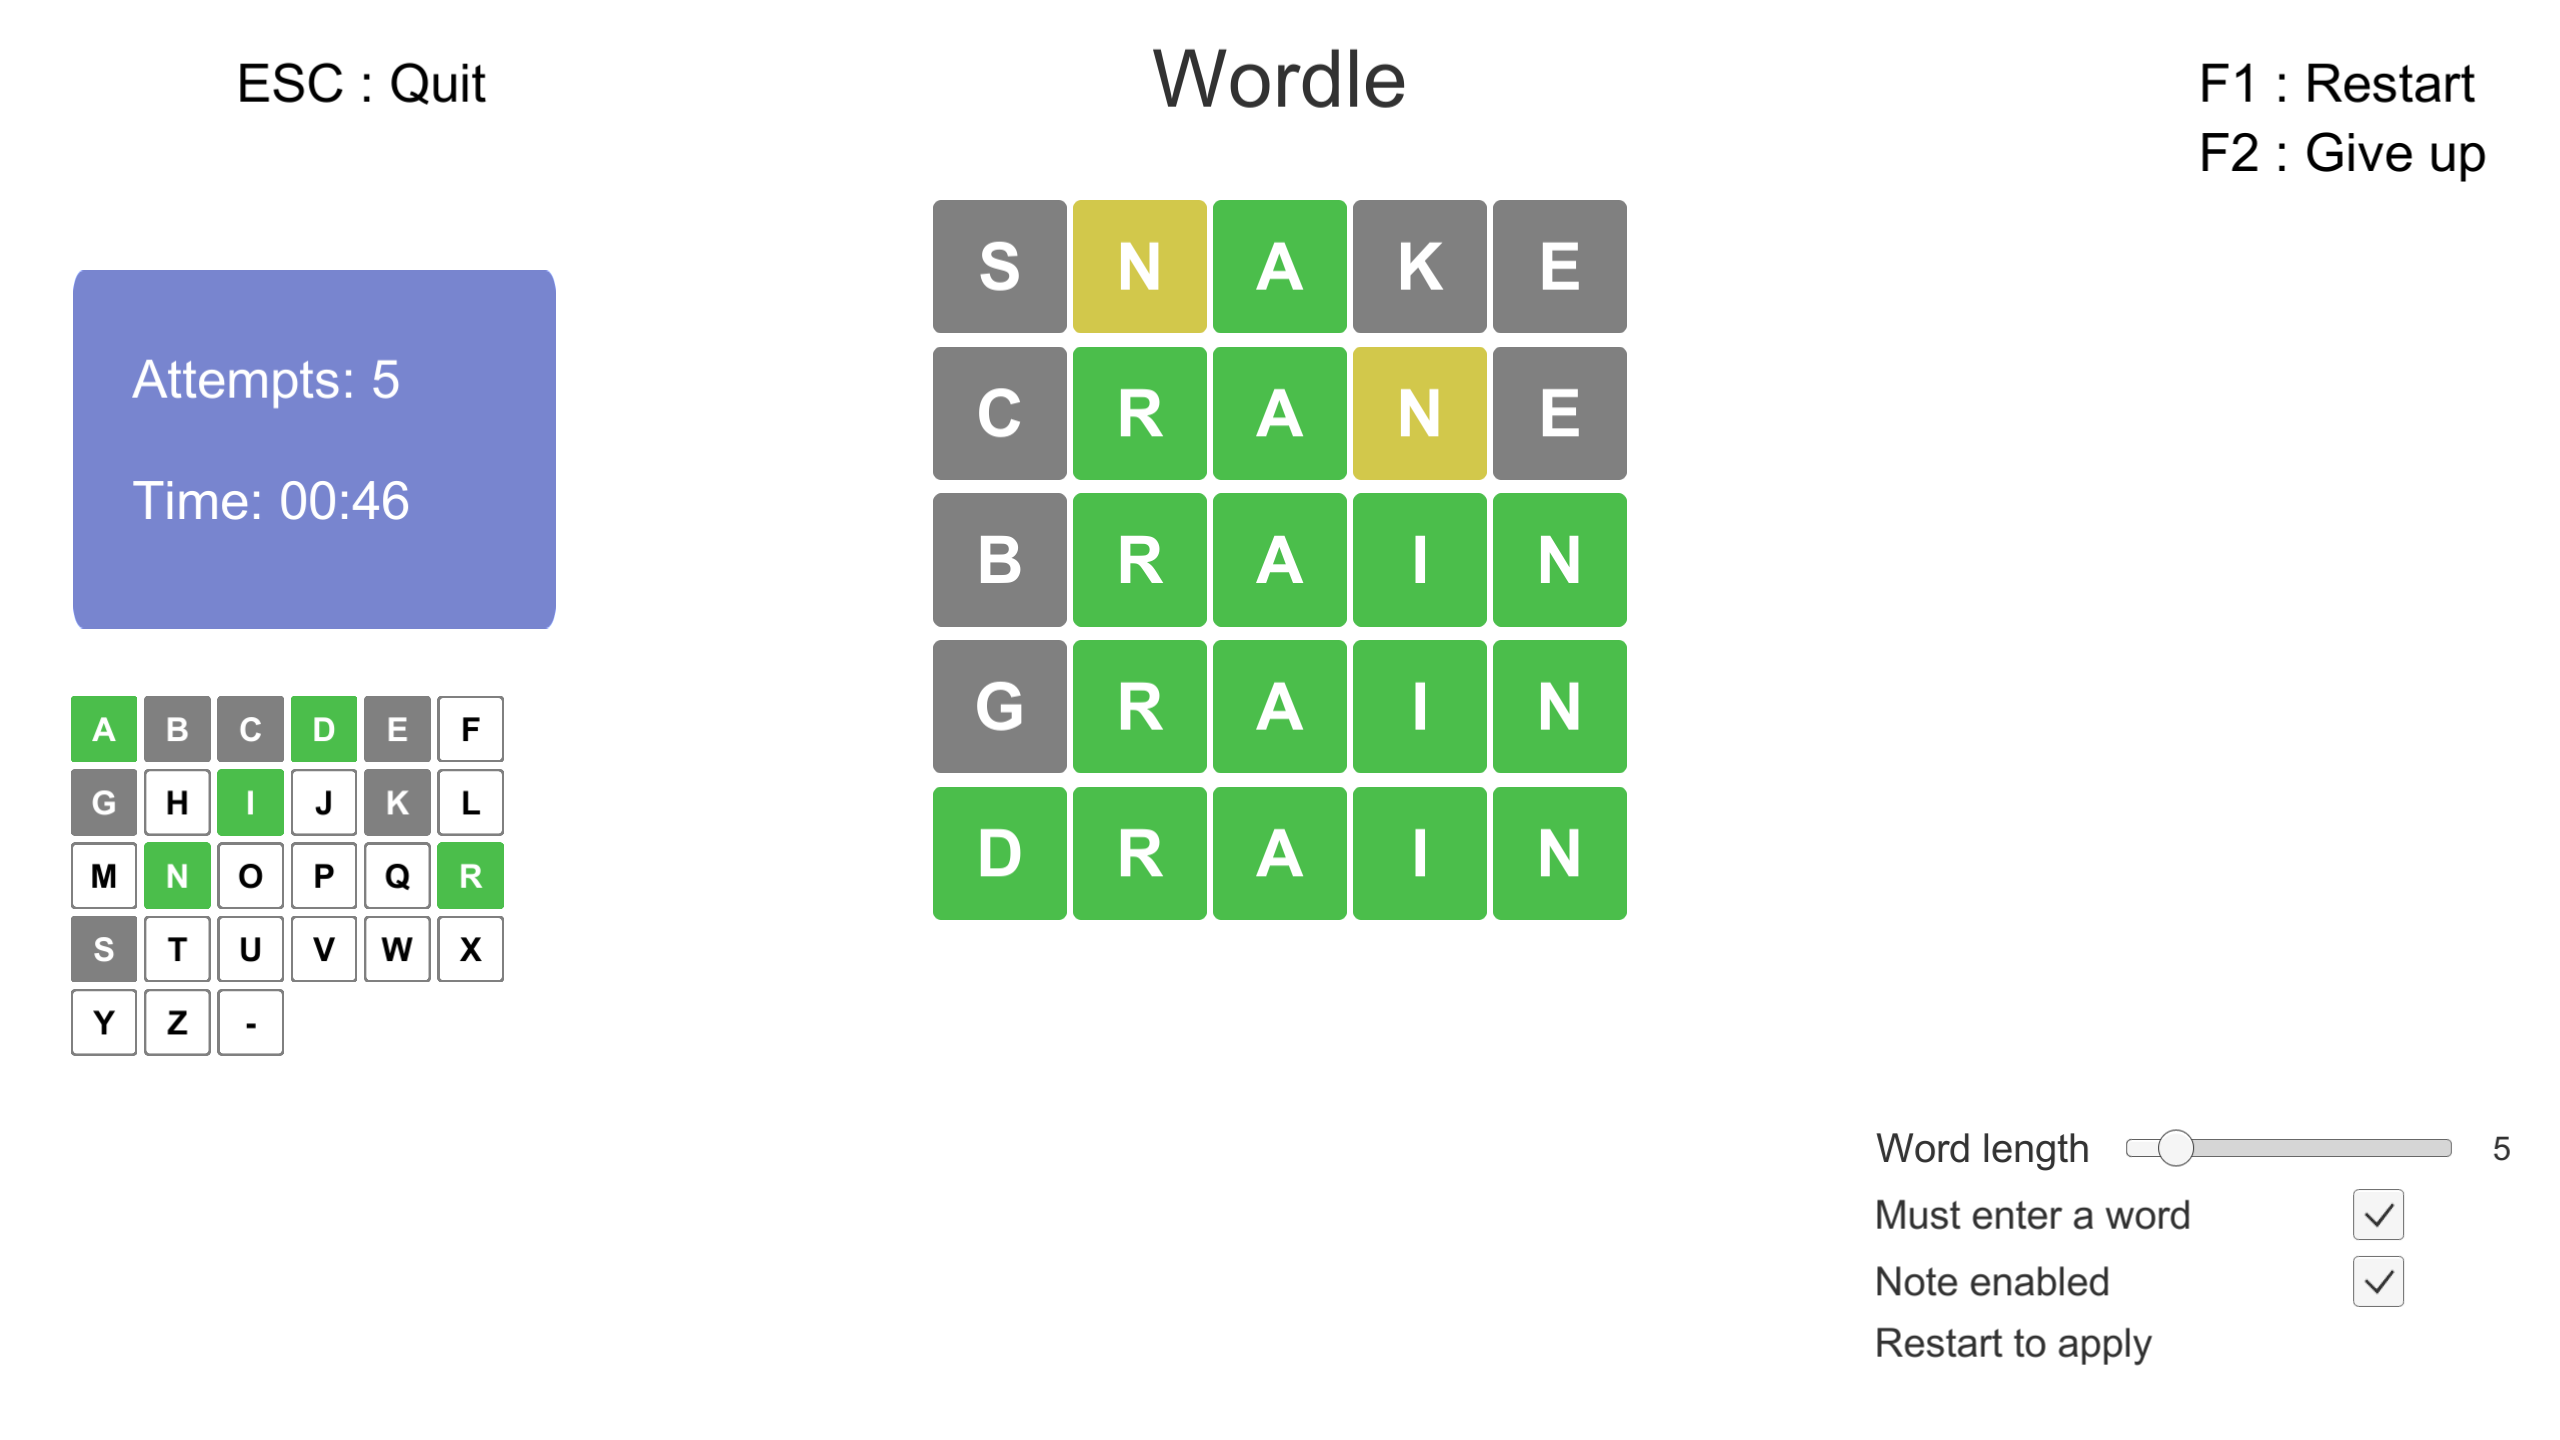 ESC : Quit
Wordle
F1 : Restart
F2 : Give up
Attempts: 5
Time: 00:46
S N A K E
C R A N E
B R A I N
G R A I N
D R A I N
A B C D E F
G H I J K L
M N O P Q R
S T U V W X
Y Z -
Word length 5
Must enter a word
Note enabled
Restart to apply